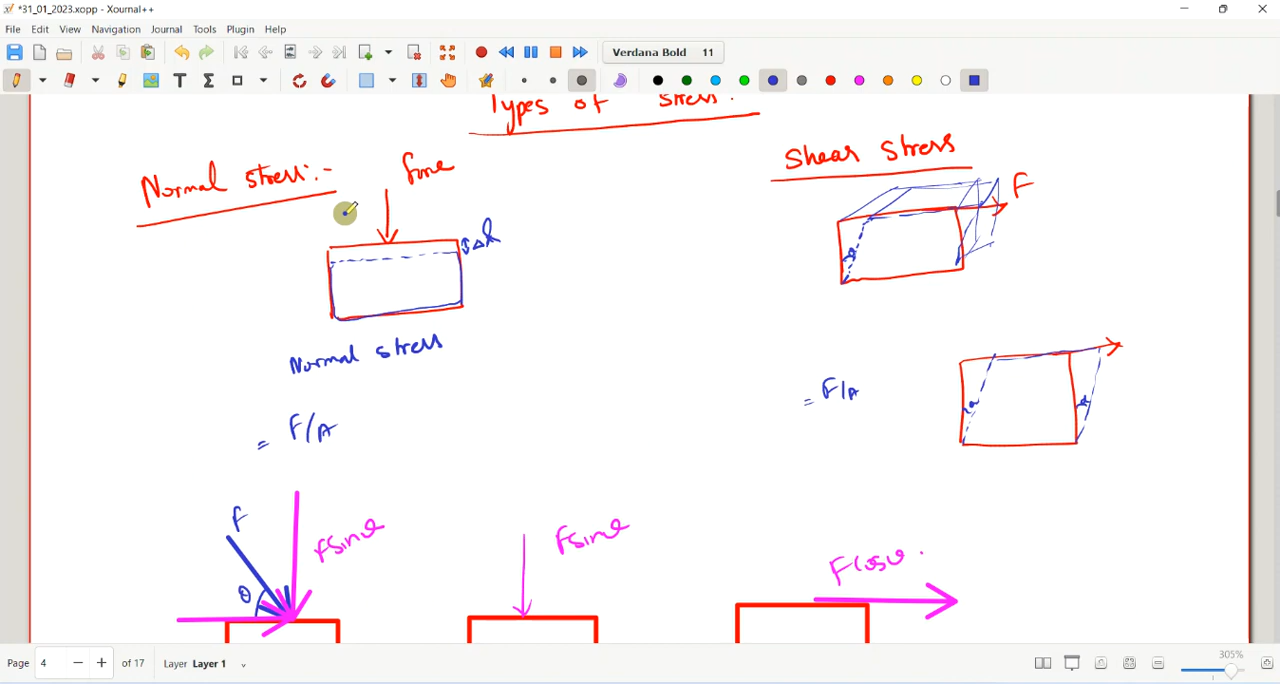 *31_01_2023.xopp - Xournal++
File Edit View Navigation Journal Tools Plugin Help
Verdana Bold 11
Types of stress:
Normal stress:-
Force
Shear stress
F
Normal stress
= F/A
= F/A
F
θ
Fsinθ
Fsinθ
Fcosθ.
Page 4 of 17 Layer Layer 1
305%